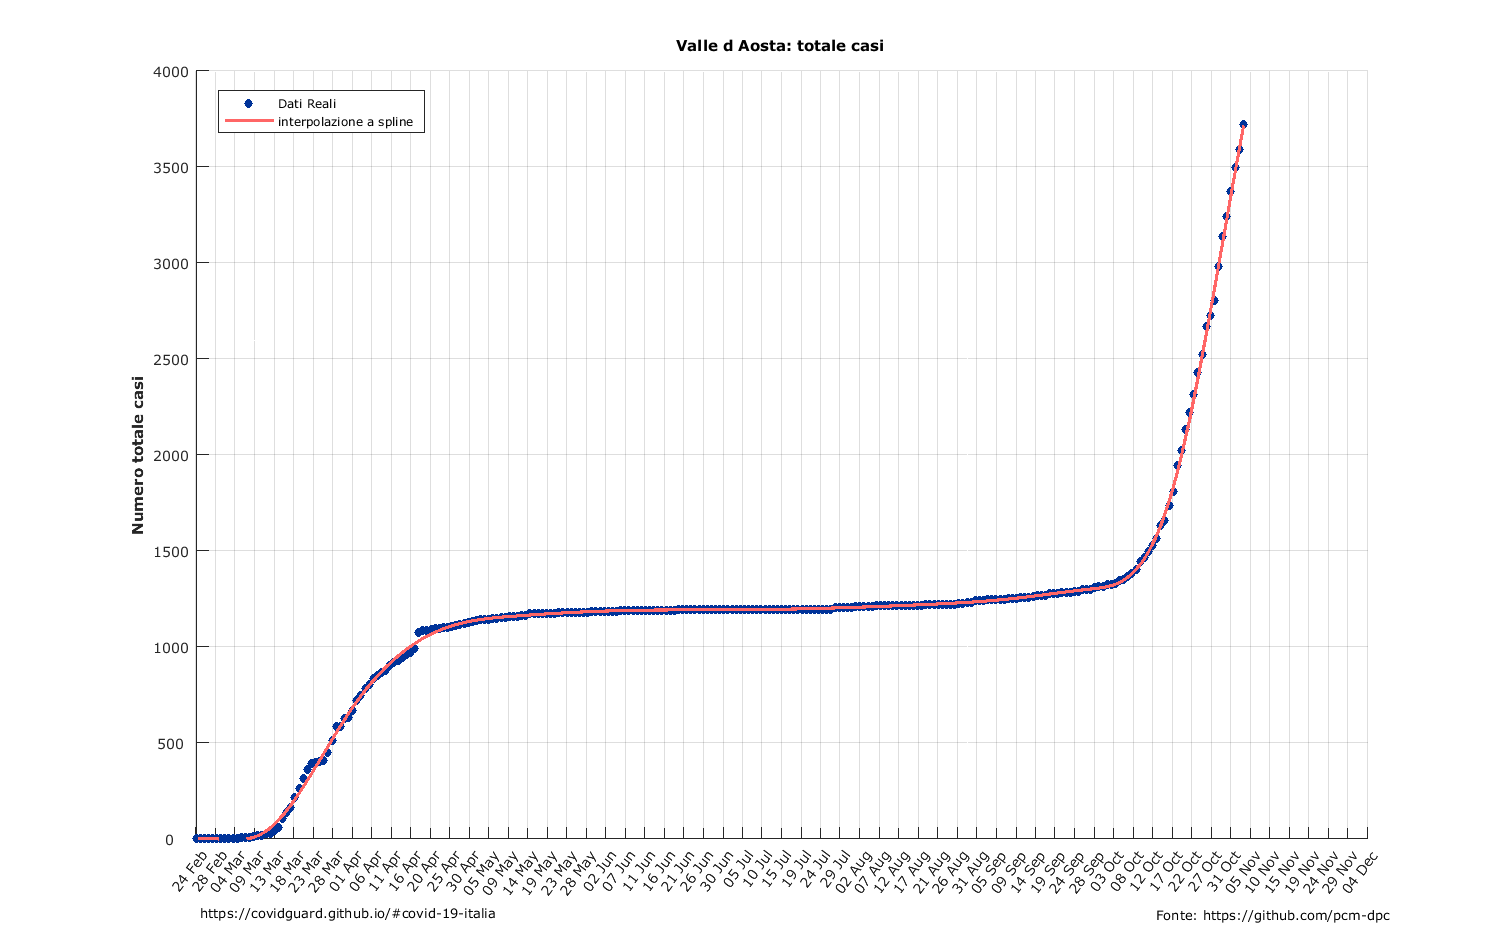 Valle d Aosta: totale casi
Dati Reali
interpolazione a spline
Numero totale casi
4000
3500
3000
2500
2000
1500
1000
500
0
24 Feb
28 Feb
04 Mar
09 Mar
13 Mar
18 Mar
23 Mar
28 Mar
01 Apr
06 Apr
11 Apr
16 Apr
20 Apr
25 Apr
30 Apr
05 May
09 May
14 May
19 May
23 May
28 May
02 Jun
07 Jun
11 Jun
16 Jun
21 Jun
26 Jun
30 Jun
05 Jul
10 Jul
15 Jul
19 Jul
24 Jul
29 Jul
02 Aug
07 Aug
12 Aug
17 Aug
21 Aug
26 Aug
31 Aug
05 Sep
09 Sep
14 Sep
19 Sep
24 Sep
28 Sep
03 Oct
08 Oct
12 Oct
17 Oct
22 Oct
27 Oct
31 Oct
05 Nov
10 Nov
15 Nov
19 Nov
24 Nov
29 Nov
04 Dec
https://covidguard.github.io/#covid-19-italia
Fonte: https://github.com/pcm-dpc